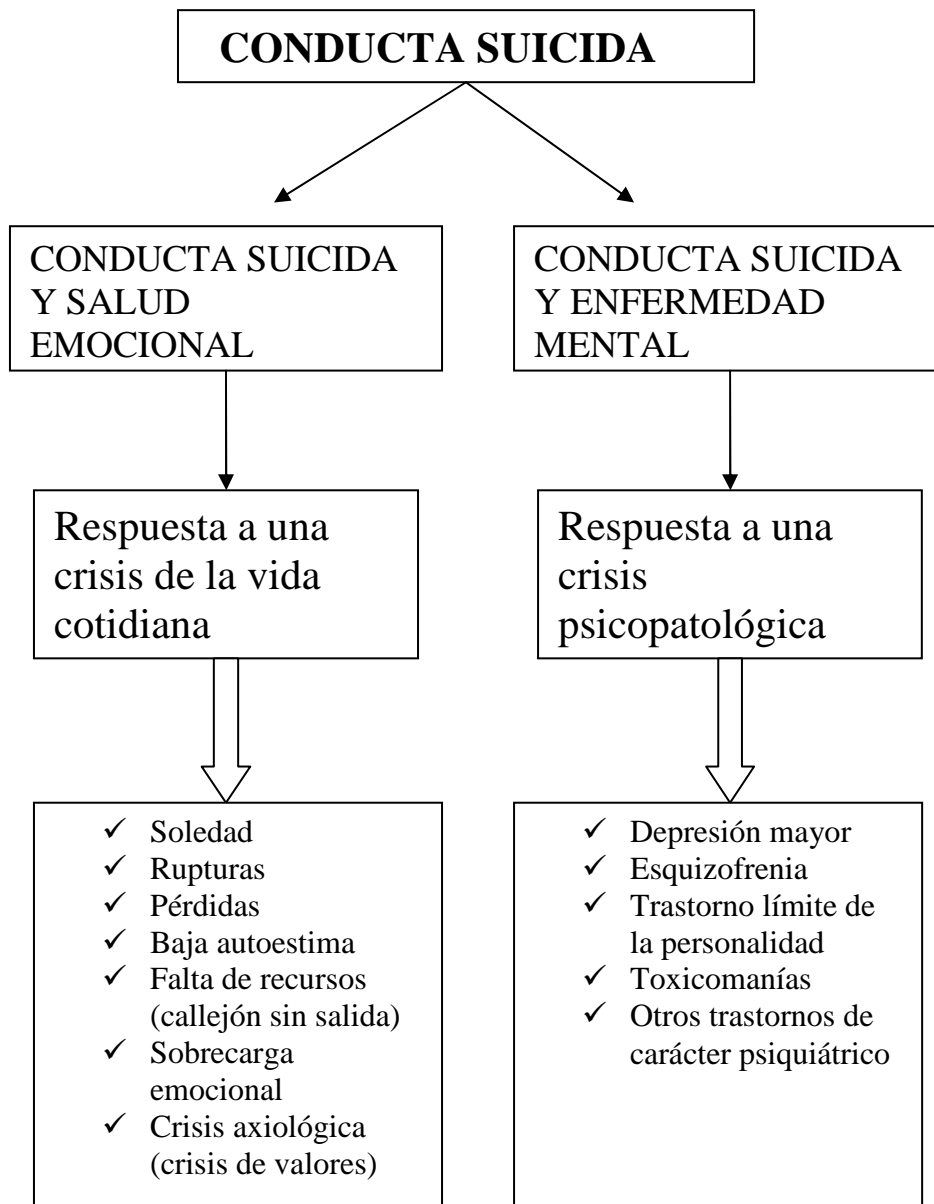 CONDUCTA SUICIDA
CONDUCTA SUICIDA
Y SALUD
EMOCIONAL
CONDUCTA SUICIDA
Y ENFERMEDAD
MENTAL
Respuesta a una
crisis de la vida
cotidiana
Respuesta a una
crisis
psicopatológica
✓ Soledad
✓ Rupturas
✓ Pérdidas
✓ Baja autoestima
✓ Falta de recursos
(callejón sin salida)
✓ Sobrecarga
emocional
✓ Crisis axiológica
(crisis de valores)
✓ Depresión mayor
✓ Esquizofrenia
✓ Trastorno límite de
la personalidad
✓ Toxicomanías
✓ Otros trastornos de
carácter psiquiátrico